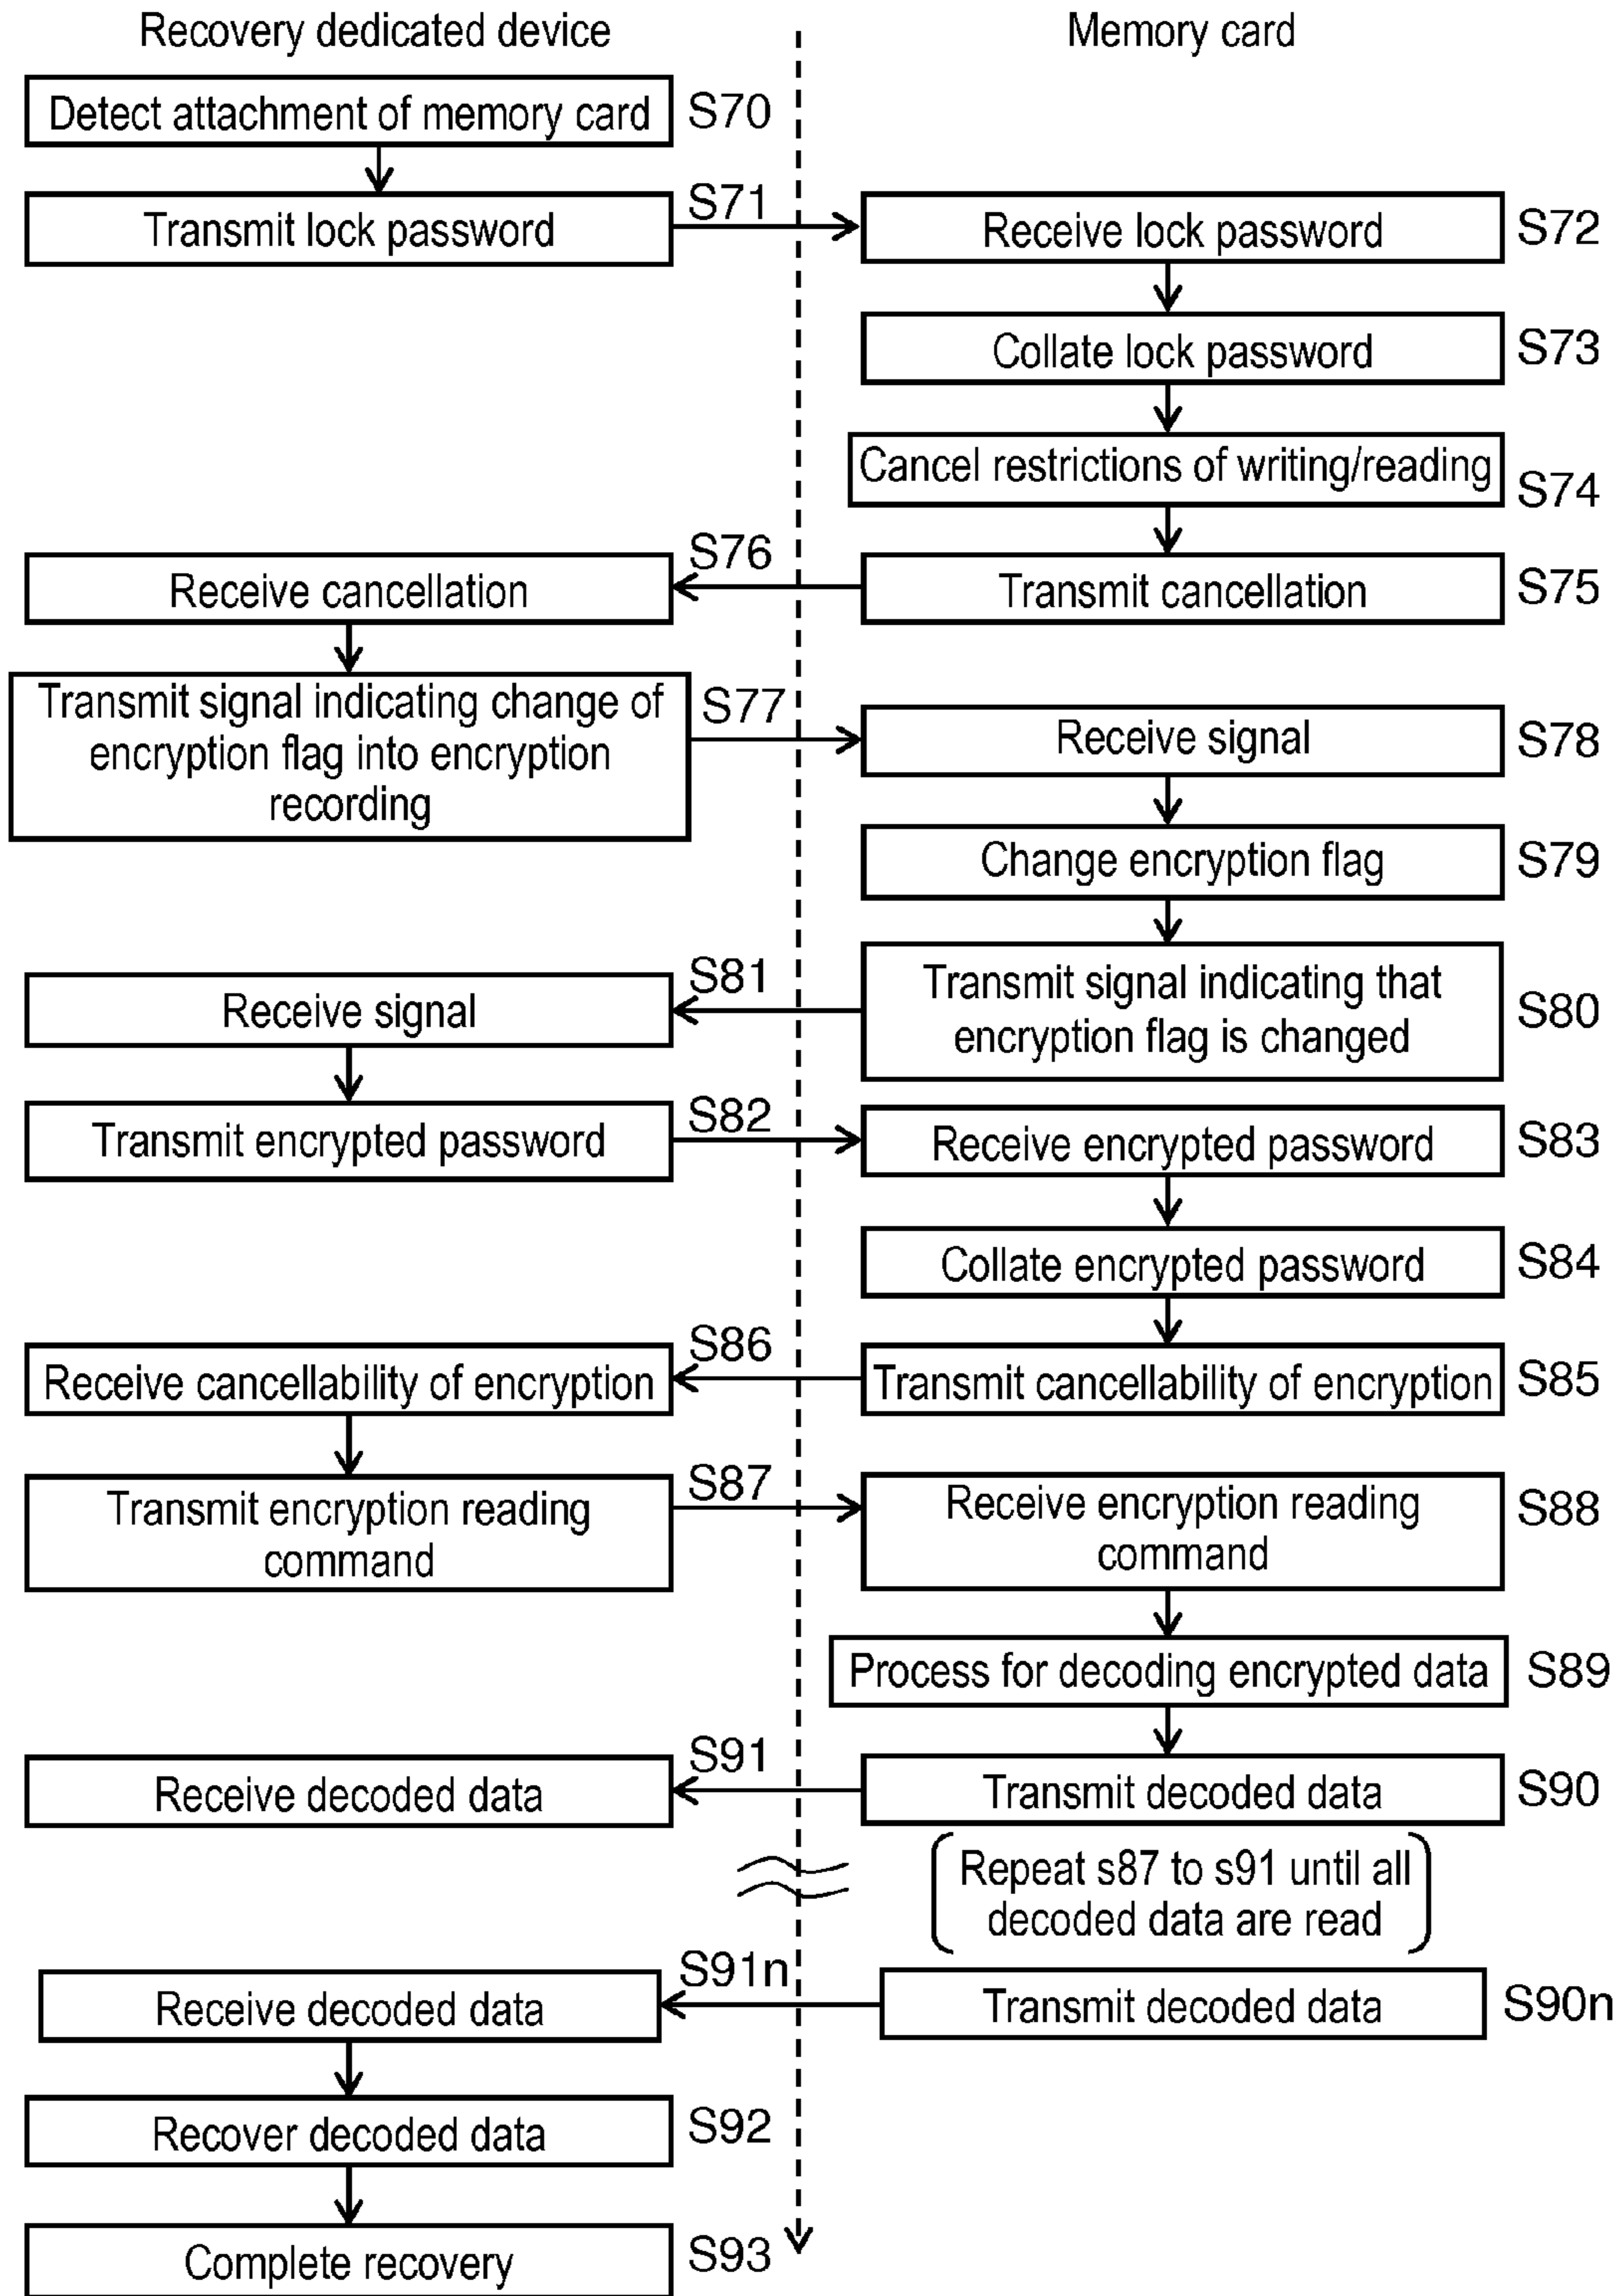 Recovery dedicated device
Memory card
Detect attachment of memory card
S70
Transmit lock password
S71
Receive lock password
S72
Collate lock password
S73
Cancel restrictions of writing/reading
S74
Receive cancellation
S76
Transmit cancellation
S75
Transmit signal indicating change of
encryption flag into encryption
recording
S77
Receive signal
S78
Change encryption flag
S79
Receive signal
S81
Transmit signal indicating that
encryption flag is changed
S80
Transmit encrypted password
S82
Receive encrypted password
S83
Collate encrypted password
S84
Receive cancellability of encryption
S86
Transmit cancellability of encryption
S85
Transmit encryption reading
command
S87
Receive encryption reading
command
S88
Process for decoding encrypted data
S89
Receive decoded data
S91
Transmit decoded data
S90
Repeat s87 to s91 until all
decoded data are read
Receive decoded data
S91n
Transmit decoded data
S90n
Recover decoded data
S92
Complete recovery
S93